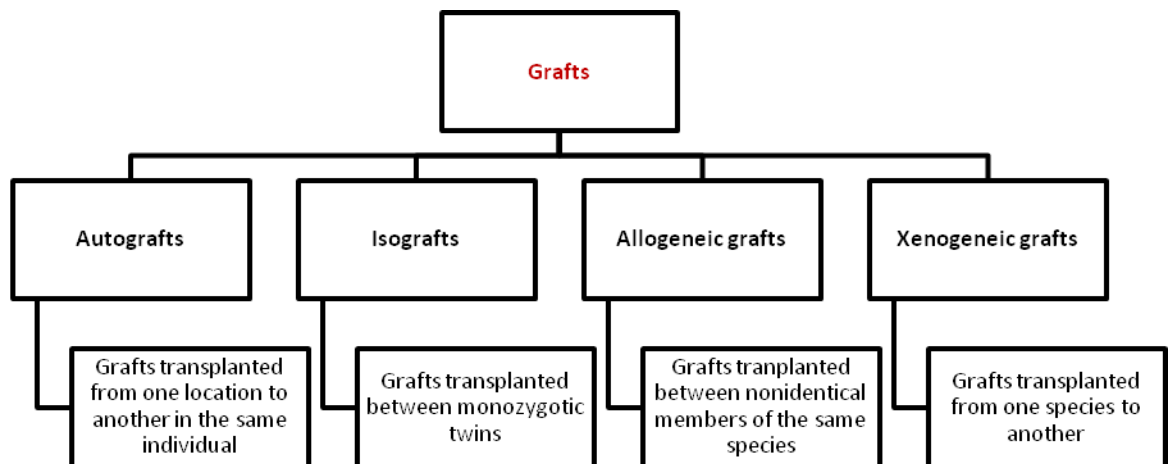 Grafts
Autografts
Isografts
Allogeneic grafts
Xenogeneic grafts
Grafts transplanted
from one location to
another in the same
individual
Grafts transplanted
between monozygotic
twins
Grafts tranplanted
between nonidentical
members of the same
species
Grafts transplanted
from one species to
another